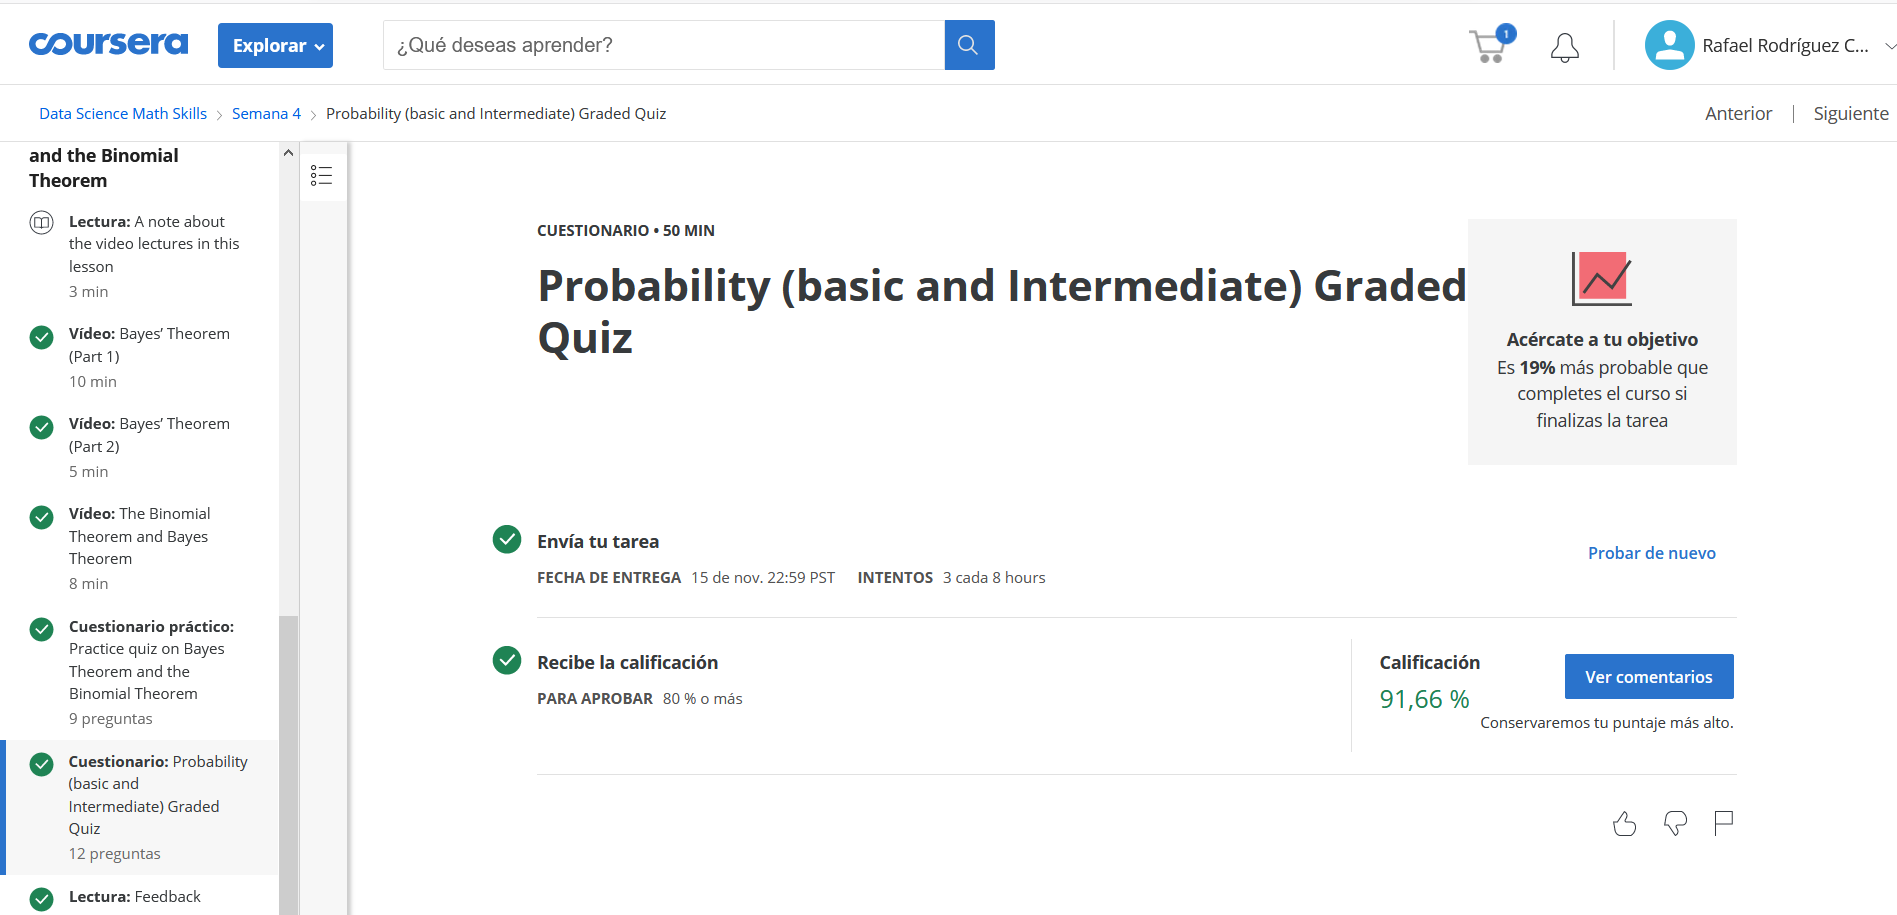 coursera
Explorar
¿Qué deseas aprender?
1
Rafael Rodríguez C...
Data Science Math Skills
Semana 4
Probability (basic and Intermediate) Graded Quiz
Anterior
|
Siguiente
and the Binomial
Theorem
Lectura: A note about
the video lectures in this
lesson
3 min
Vídeo: Bayes’ Theorem
(Part 1)
10 min
Vídeo: Bayes’ Theorem
(Part 2)
5 min
Vídeo: The Binomial
Theorem and Bayes
Theorem
8 min
Cuestionario práctico:
Practice quiz on Bayes
Theorem and the
Binomial Theorem
9 preguntas
Cuestionario: Probability
(basic and
Intermediate) Graded
Quiz
12 preguntas
Lectura: Feedback
CUESTIONARIO • 50 MIN
Probability (basic and Intermediate) Graded
Quiz
Acércate a tu objetivo
Es 19% más probable que
completes el curso si
finalizas la tarea
Envía tu tarea
FECHA DE ENTREGA 15 de nov. 22:59 PST INTENTOS 3 cada 8 hours
Probar de nuevo
Recibe la calificación
PARA APROBAR 80 % o más
Calificación
91,66 %
Ver comentarios
Conservaremos tu puntaje más alto.